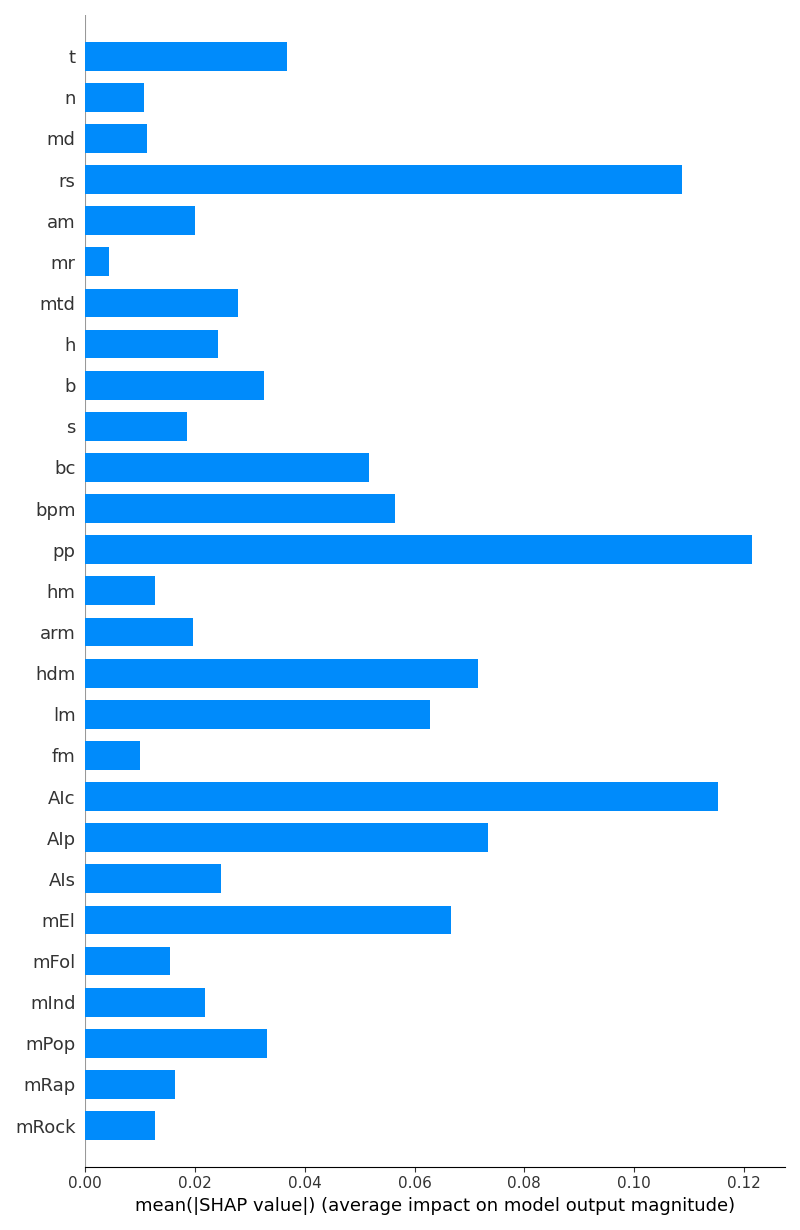 t
n
md
rs
am
mr
mtd
h
b
s
bc
bpm
pp
hm
arm
hdm
lm
fm
AIc
AIp
AIs
mEl
mFol
mInd
mPop
mRap
mRock
0.00 0.02 0.04 0.06 0.08 0.10 0.12
mean(|SHAP value|) (average impact on model output magnitude)